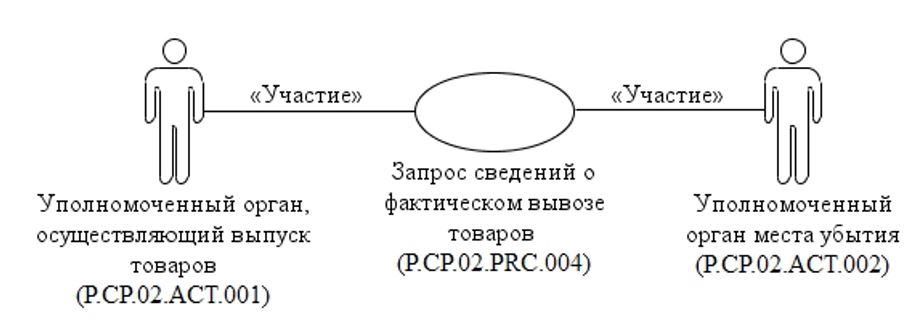 «Участие»
«Участие»
Уполномоченный орган,
осуществляющий выпуск
товаров
(P.CP.02.ACT.001)
Запрос сведений о
фактическом вывозе
товаров
(P.CP.02.PRC.004)
Уполномоченный
орган места убытия
(P.CP.02.ACT.002)